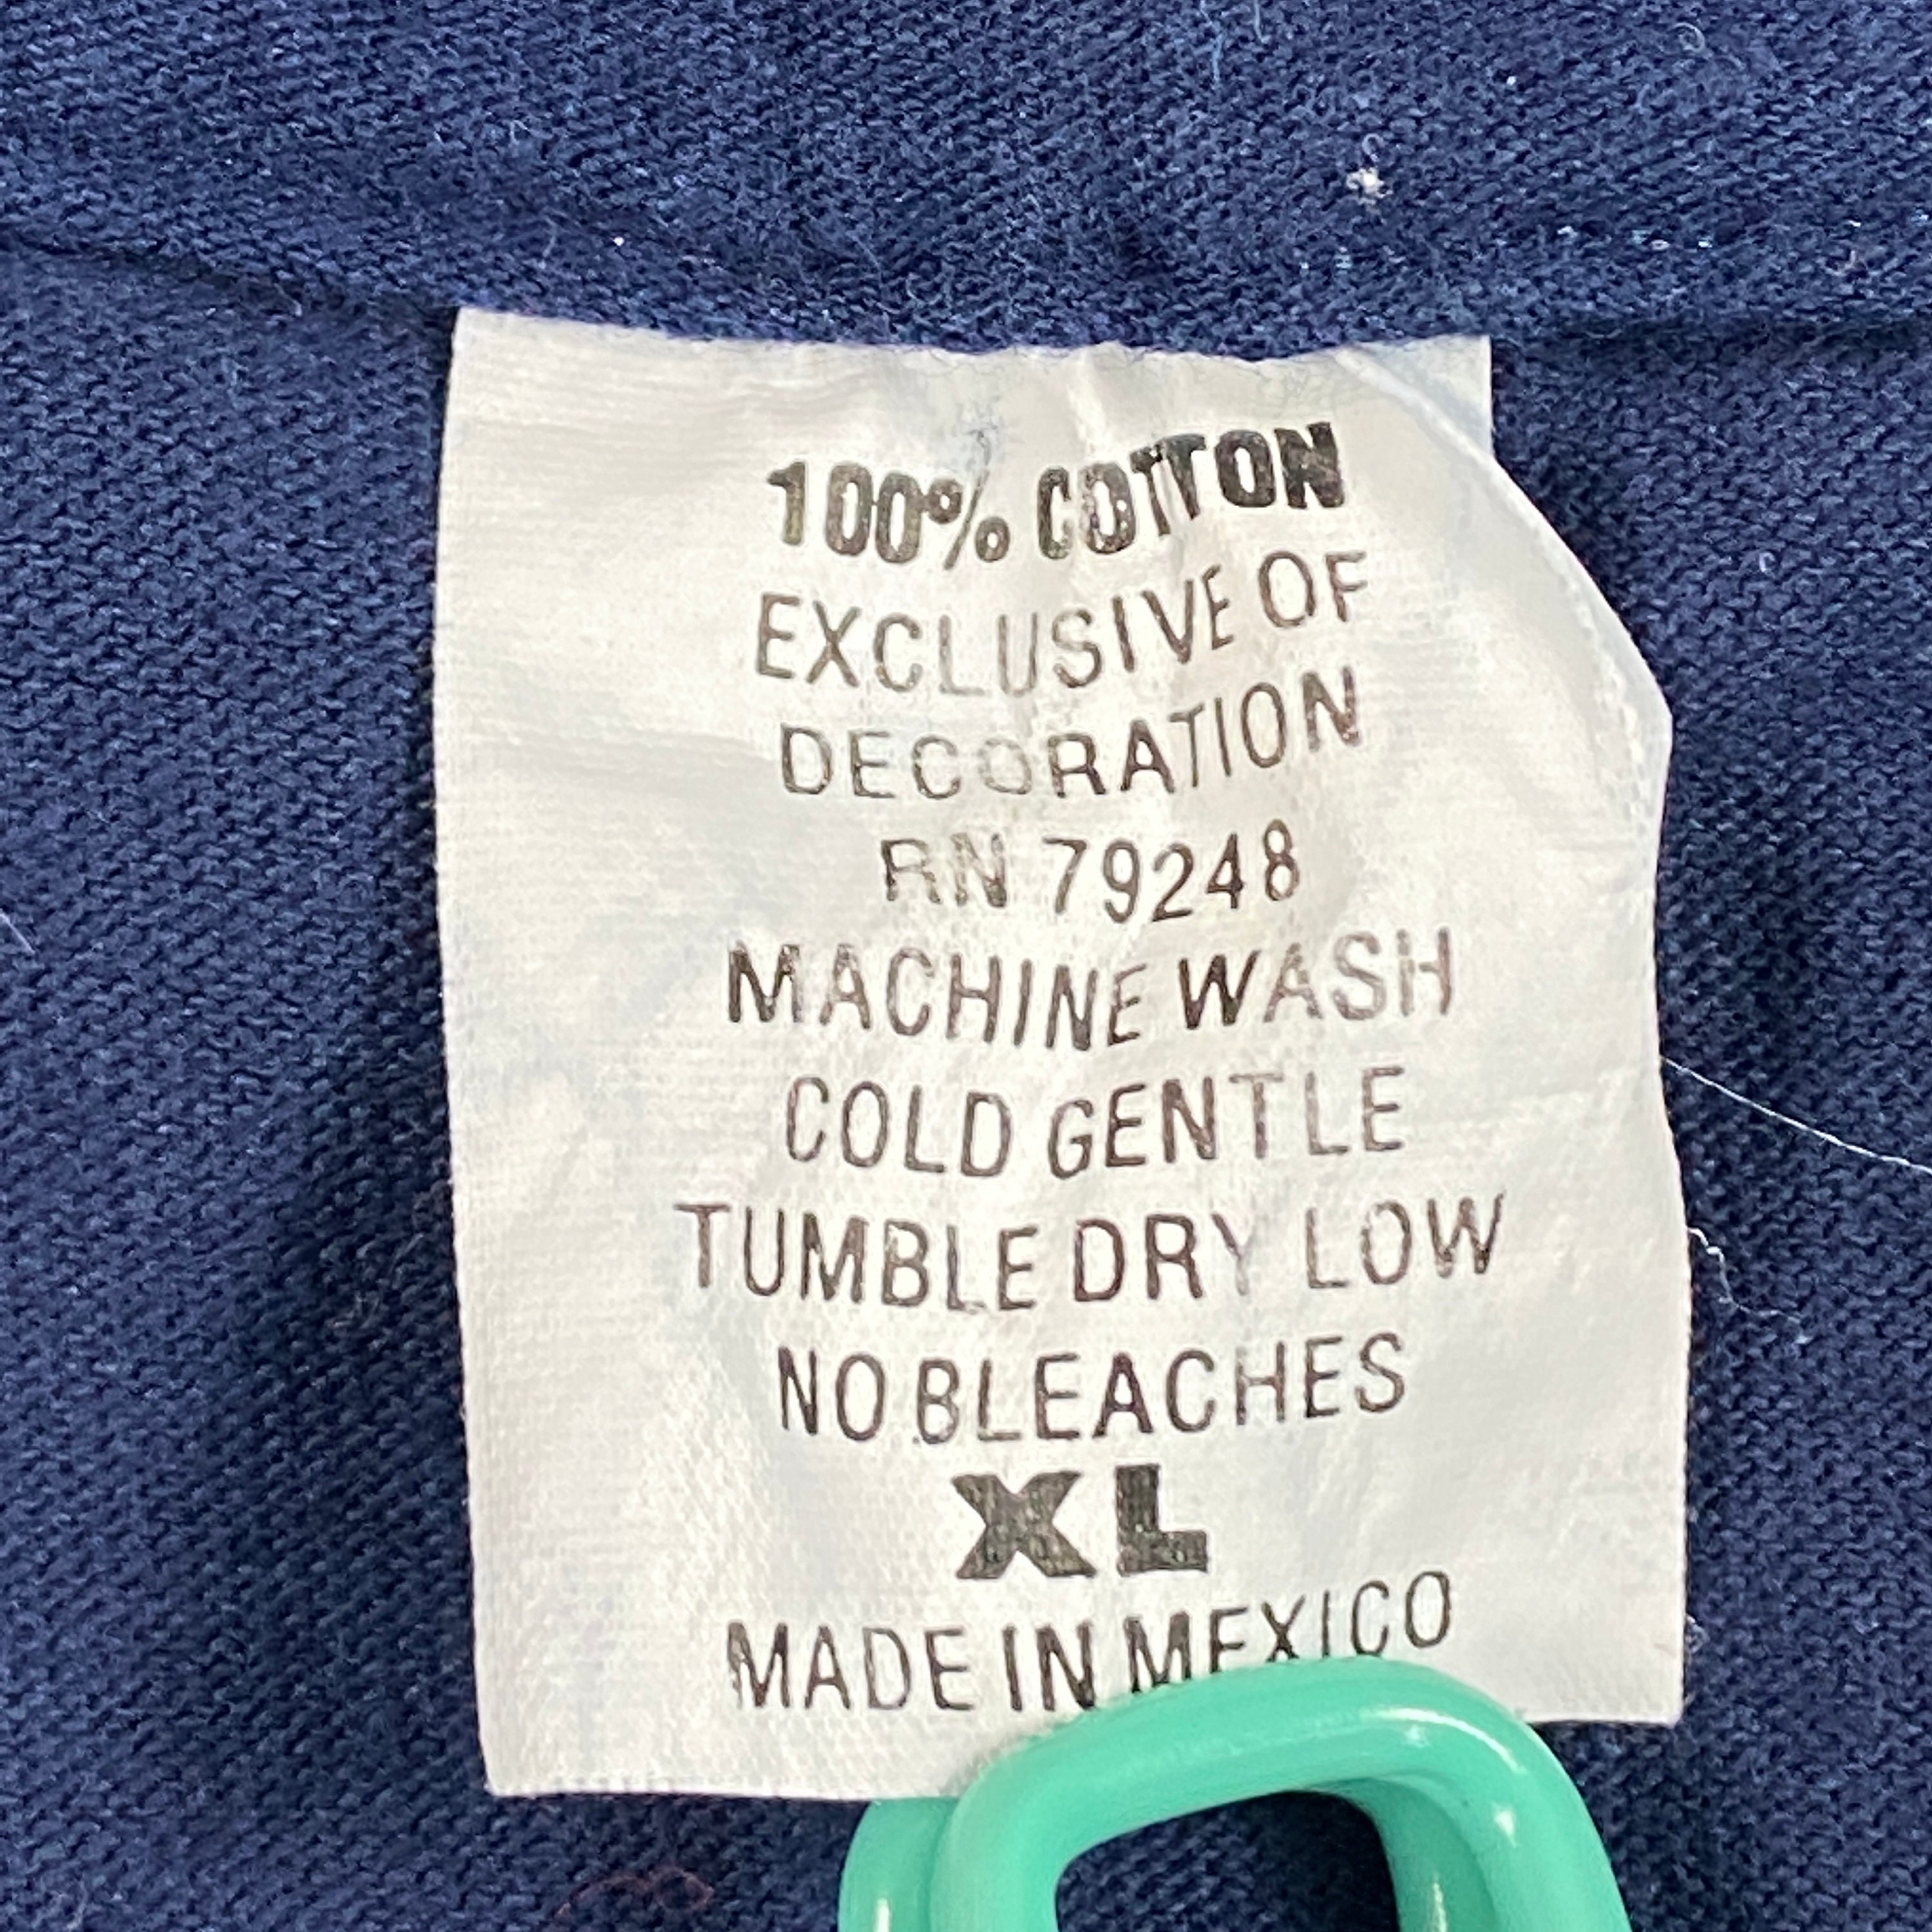 100% COTTON
EXCLUSIVE OF
DECORATION
RN 79248
MACHINE WASH
COLD GENTLE
TUMBLE DRY LOW
NO BLEACHES
XL
MADE IN MEXICO